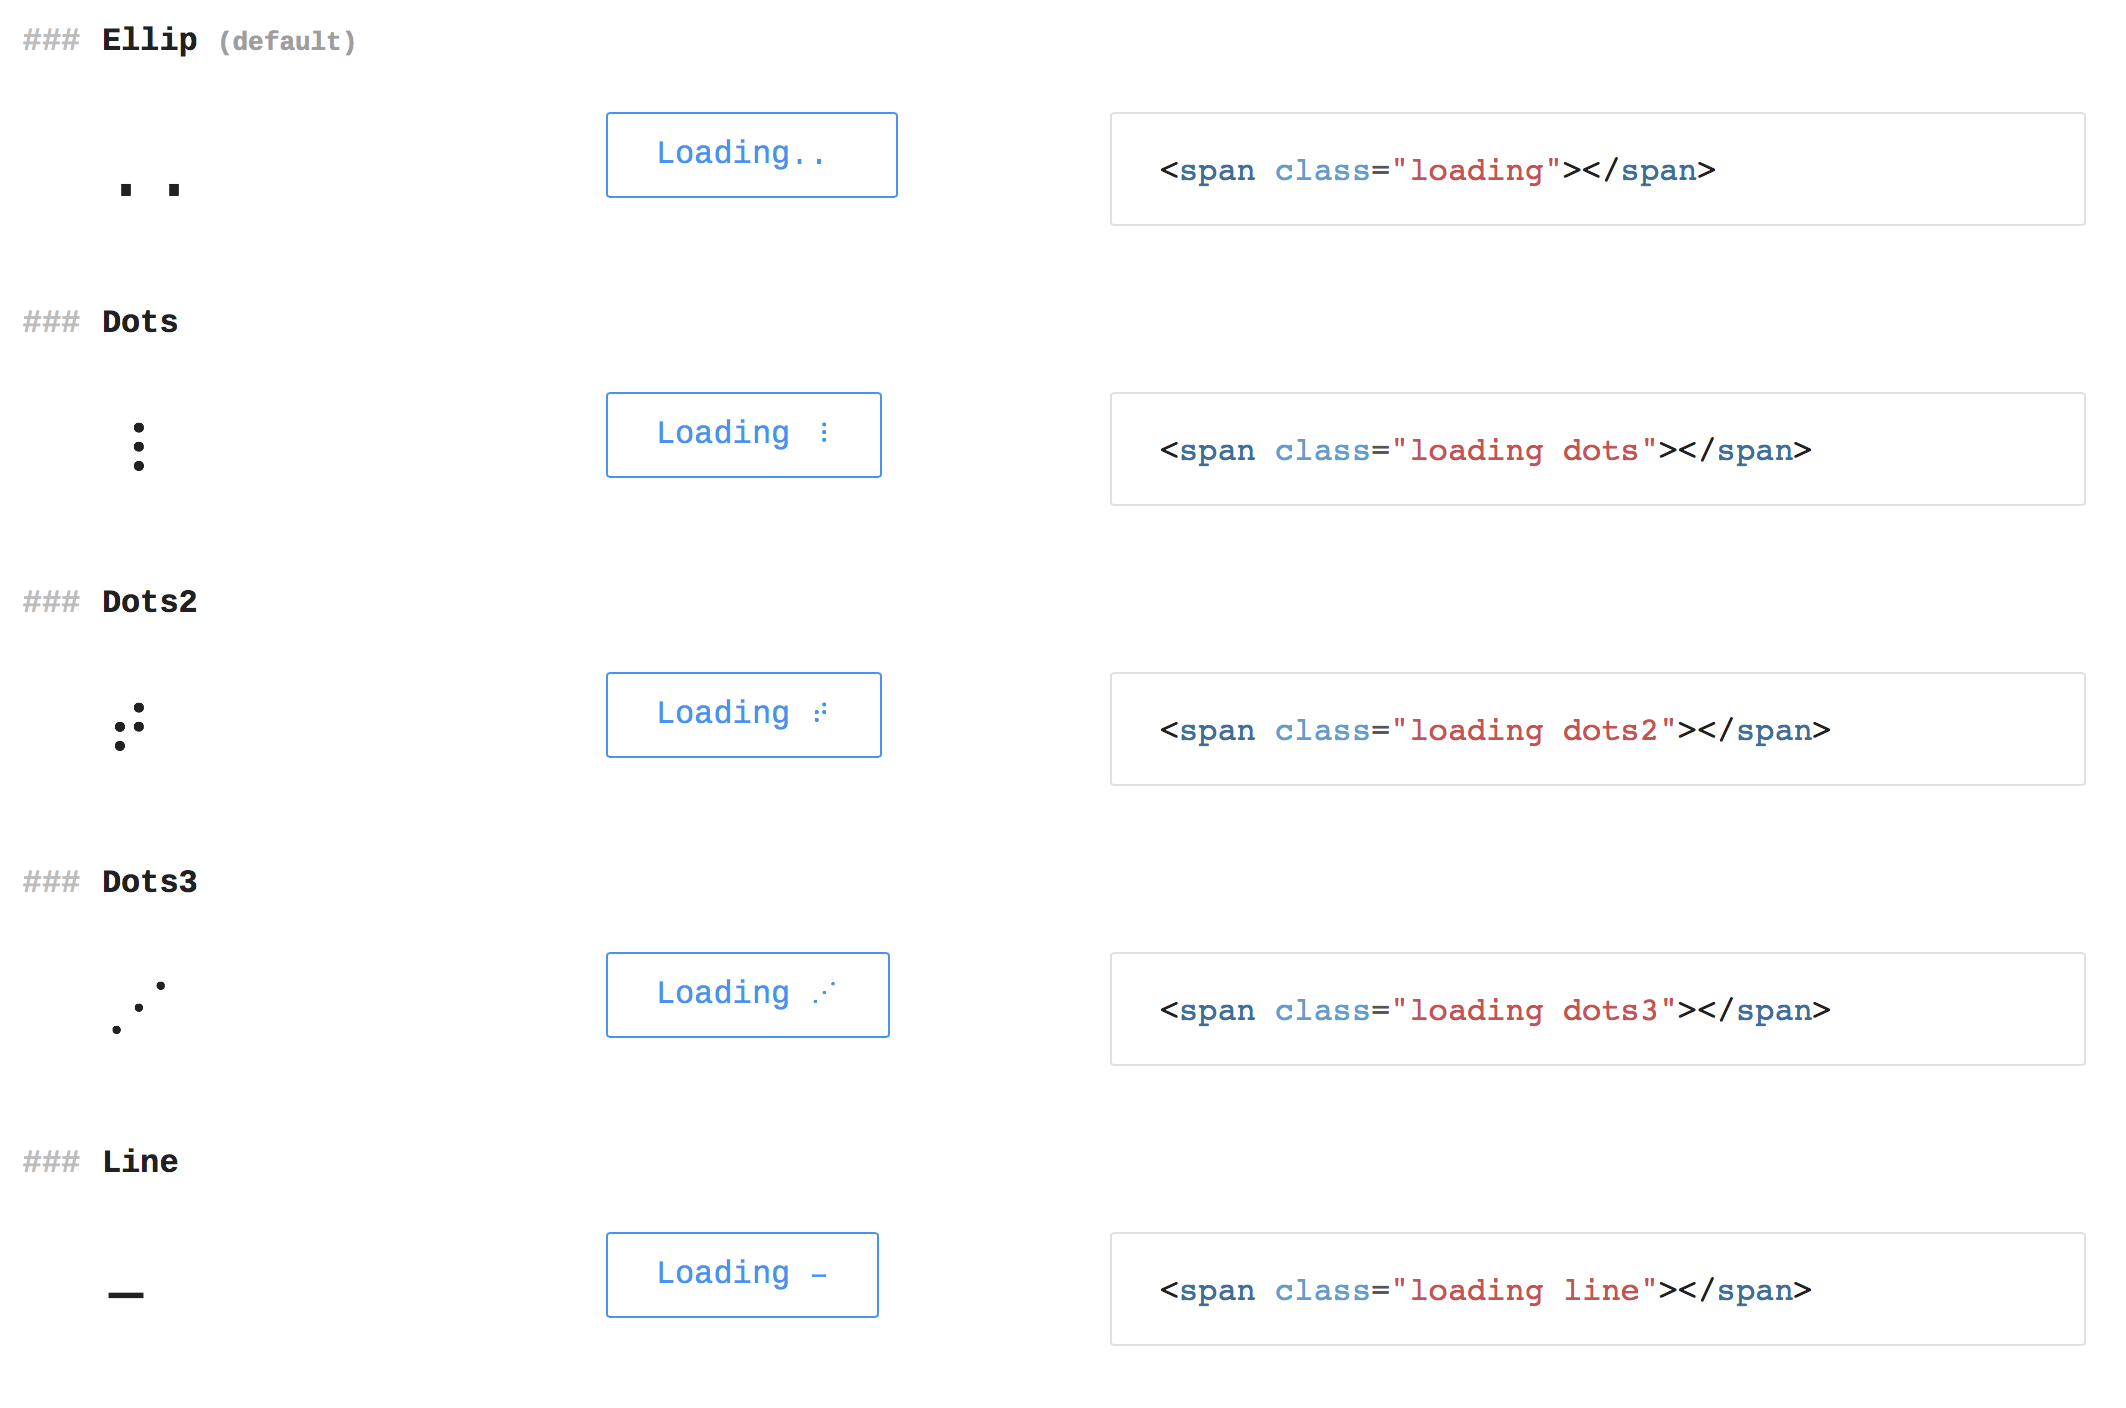 ### Ellip (default)
..
Loading..
<span class="loading"></span>
### Dots
⠸
Loading ⠸
<span class="loading dots"></span>
### Dots2
⠞
Loading ⠞
<span class="loading dots2"></span>
### Dots3
⋰
Loading ⋰
<span class="loading dots3"></span>
### Line
–
Loading –
<span class="loading line"></span>